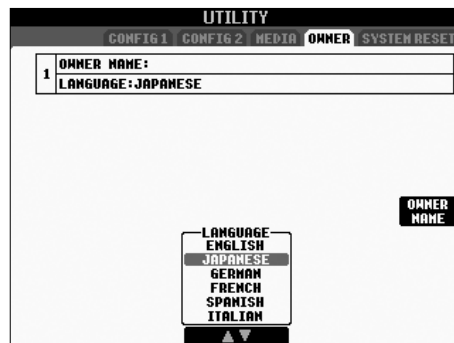 UTILITY
CONFIG 1 CONFIG 2 MEDIA OWNER SYSTEM RESET
1 OWNER NAME:
LANGUAGE:JAPANESE
OWNER
NAME
LANGUAGE
ENGLISH
JAPANESE
GERMAN
FRENCH
SPANISH
ITALIAN